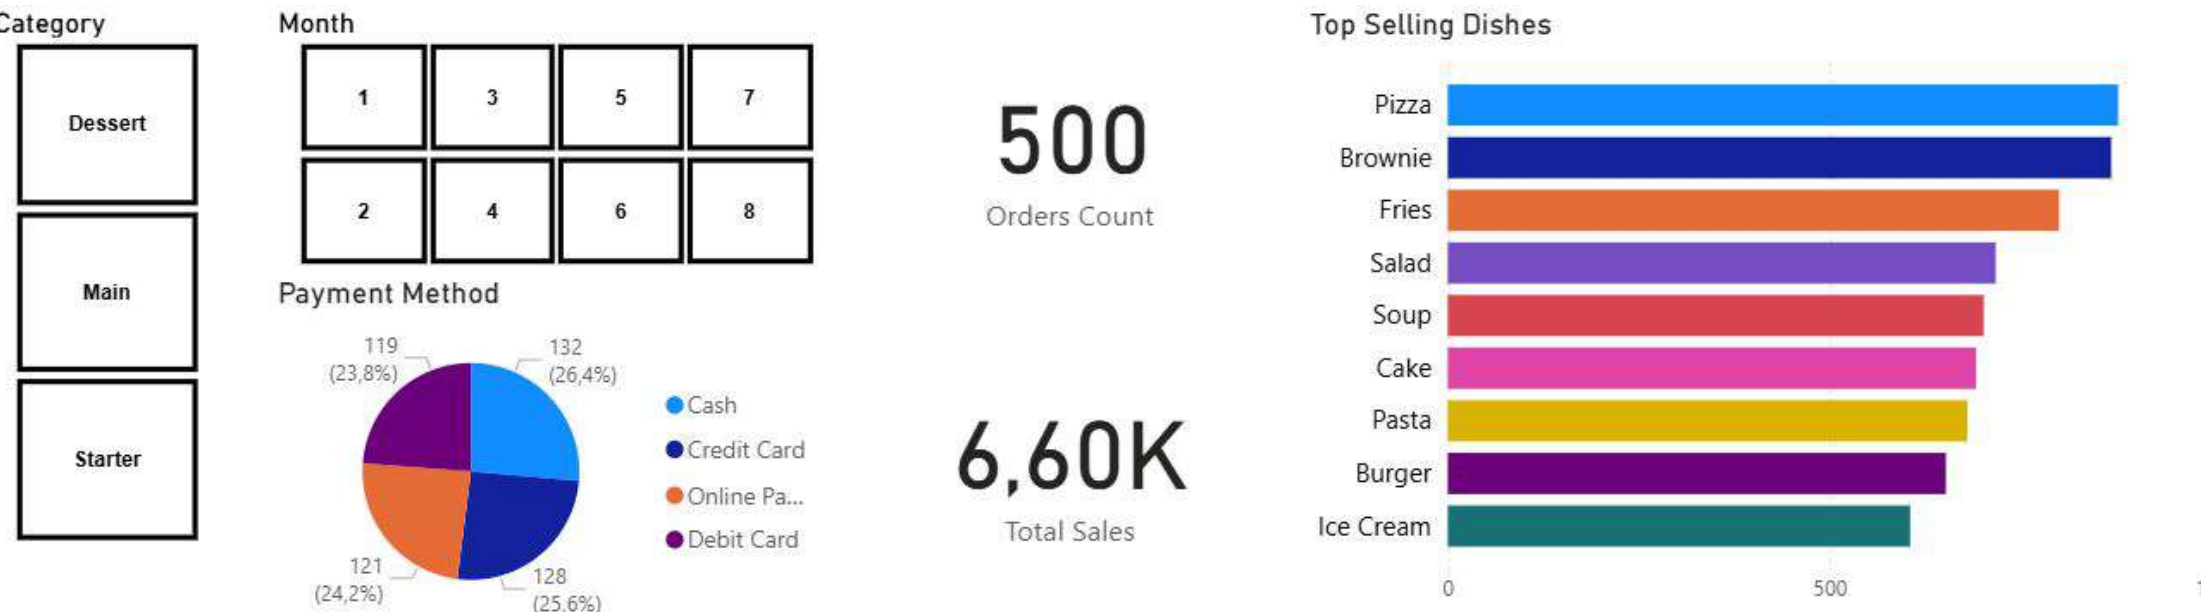 Category
Dessert
Main
Starter
Month
1
3
5
7
2
4
6
8
Payment Method
119
(23,8%)
132
(26,4%)
121
(24,2%)
128
(25,6%)
Cash
Credit Card
Online Pa...
Debit Card
500
Orders Count
6,60K
Total Sales
Top Selling Dishes
Pizza
Brownie
Fries
Salad
Soup
Cake
Pasta
Burger
Ice Cream
0
500